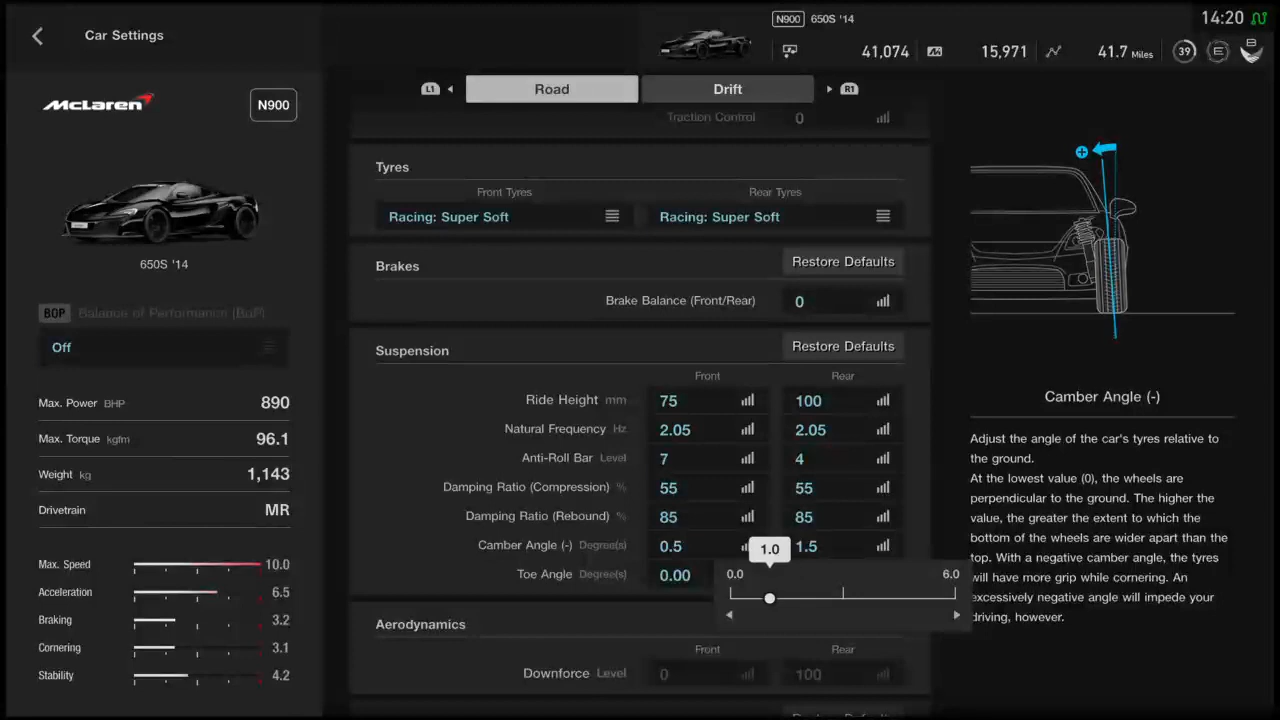 Car Settings
N900 650S '14
14:20
41,074
15,971
41.7 Miles
39
E
B
McLaren
N900
650S '14
BOP Balance of Performance (BoP)
Off
Max. Power BHP 890
Max. Torque kgfm 96.1
Weight kg 1,143
Drivetrain MR
Max. Speed 10.0
Acceleration 6.5
Braking 3.2
Cornering 3.1
Stability 4.2
L1 Road Drift R1
Traction Control 0
Tyres
Front Tyres Rear Tyres
Racing: Super Soft Racing: Super Soft
Brakes Restore Defaults
Brake Balance (Front/Rear) 0
Suspension Restore Defaults
Front Rear
Ride Height mm 75 100
Natural Frequency Hz 2.05 2.05
Anti-Roll Bar Level 7 4
Damping Ratio (Compression) % 55 55
Damping Ratio (Rebound) % 85 85
Camber Angle (-) Degree(s) 0.5 1.5
1.0
Toe Angle Degree(s) 0.00
0.0 6.0
Aerodynamics
Front Rear
Downforce Level 0 100
Camber Angle (-)
Adjust the angle of the car's tyres relative to
the ground.
At the lowest value (0), the wheels are
perpendicular to the ground. The higher the
value, the greater the extent to which the
bottom of the wheels are wider apart than the
top. With a negative camber angle, the tyres
will have more grip while cornering. An
excessively negative angle will impede your
driving, however.